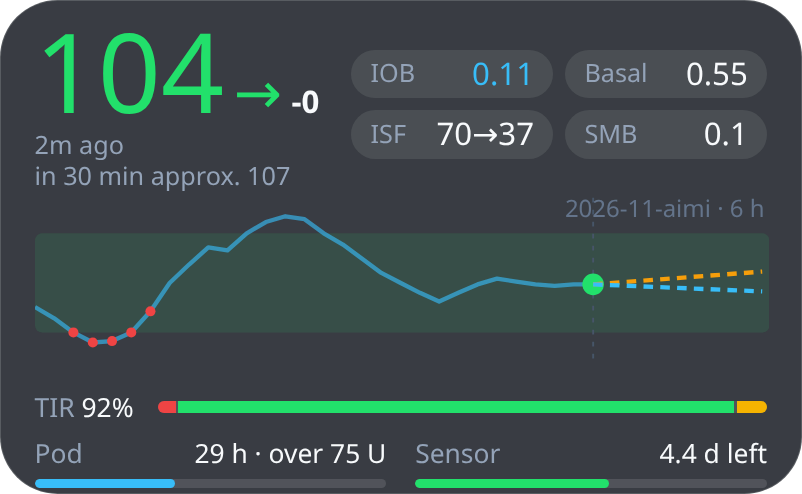 104 → -0
2m ago
in 30 min approx. 107
IOB 0.11
Basal 0.55
ISF 70→37
SMB 0.1
2026-11-aimi · 6 h
TIR 92%
Pod 29 h · over 75 U
Sensor 4.4 d left